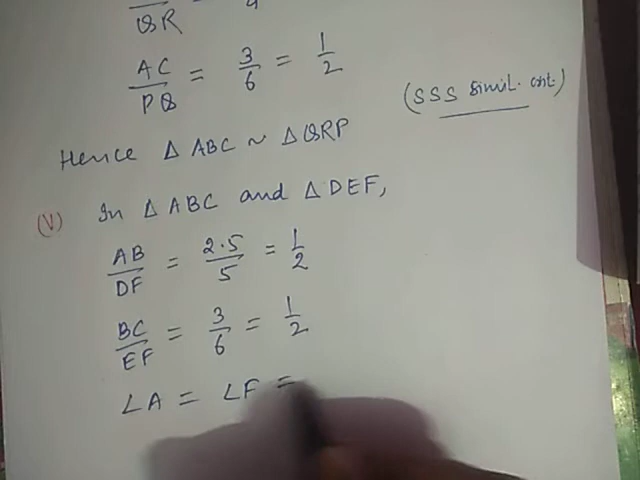 QR
AC/PQ = 3/6 = 1/2
(SSS simil. crit.)
Hence Δ ABC ~ Δ QRP
(V) In Δ ABC and Δ DEF,
AB/DF = 2.5/5 = 1/2
BC/EF = 3/6 = 1/2
∠A = ∠F =